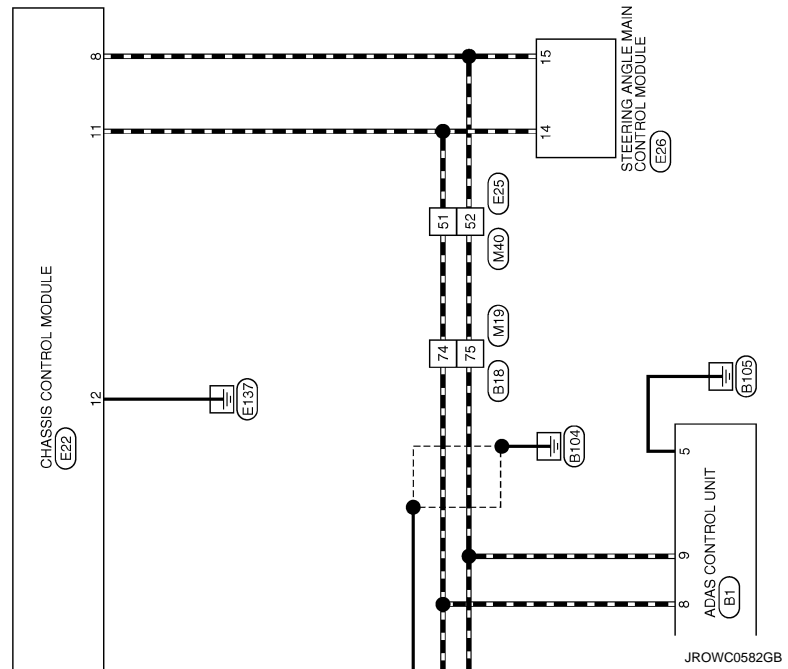 8
15
STEERING ANGLE MAIN
CONTROL MODULE
E26
11
14
E25
51
52
M40
CHASSIS CONTROL MODULE
E22
M19
74
75
B18
12
E137
B105
B104
5
ADAS CONTROL UNIT
B1
9
8
JROWC0582GB